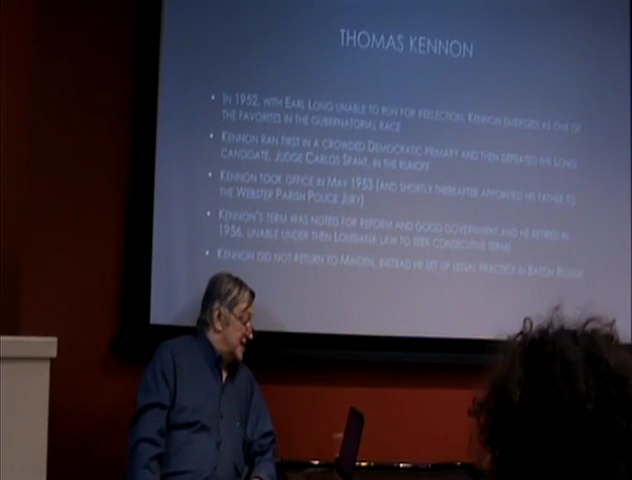 THOMAS KENNON
• IN 1952, WITH EARL LONG UNABLE TO RUN FOR REELECTION, KENNON EMERGED AS ONE OF
THE FAVORITES IN THE GUBERNATORIAL RACE
• KENNON RAN FIRST IN A CROWDED DEMOCRATIC PRIMARY AND THEN DEFEATED THE LONG
CANDIDATE, JUDGE CARLOS SPAHT, IN THE RUNOFF
• KENNON TOOK OFFICE IN MAY 1953 (AND SHORTLY THEREAFTER APPOINTED HIS FATHER TO
THE WEBSTER PARISH POLICE JURY)
• KENNON'S TERM WAS NOTED FOR REFORM AND GOOD GOVERNMENT AND HE RETIRED IN
1956, UNABLE UNDER THEN LOUISIANA LAW TO SEEK CONSECUTIVE TERMS
• KENNON DID NOT RETURN TO MINDEN, INSTEAD HE SET UP LEGAL PRACTICE IN BATON ROUGE